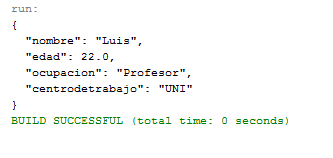 run:
{
  "nombre": "Luis",
  "edad": 22.0,
  "ocupacion": "Profesor",
  "centrodetrabajo": "UNI"
}
BUILD SUCCESSFUL (total time: 0 seconds)